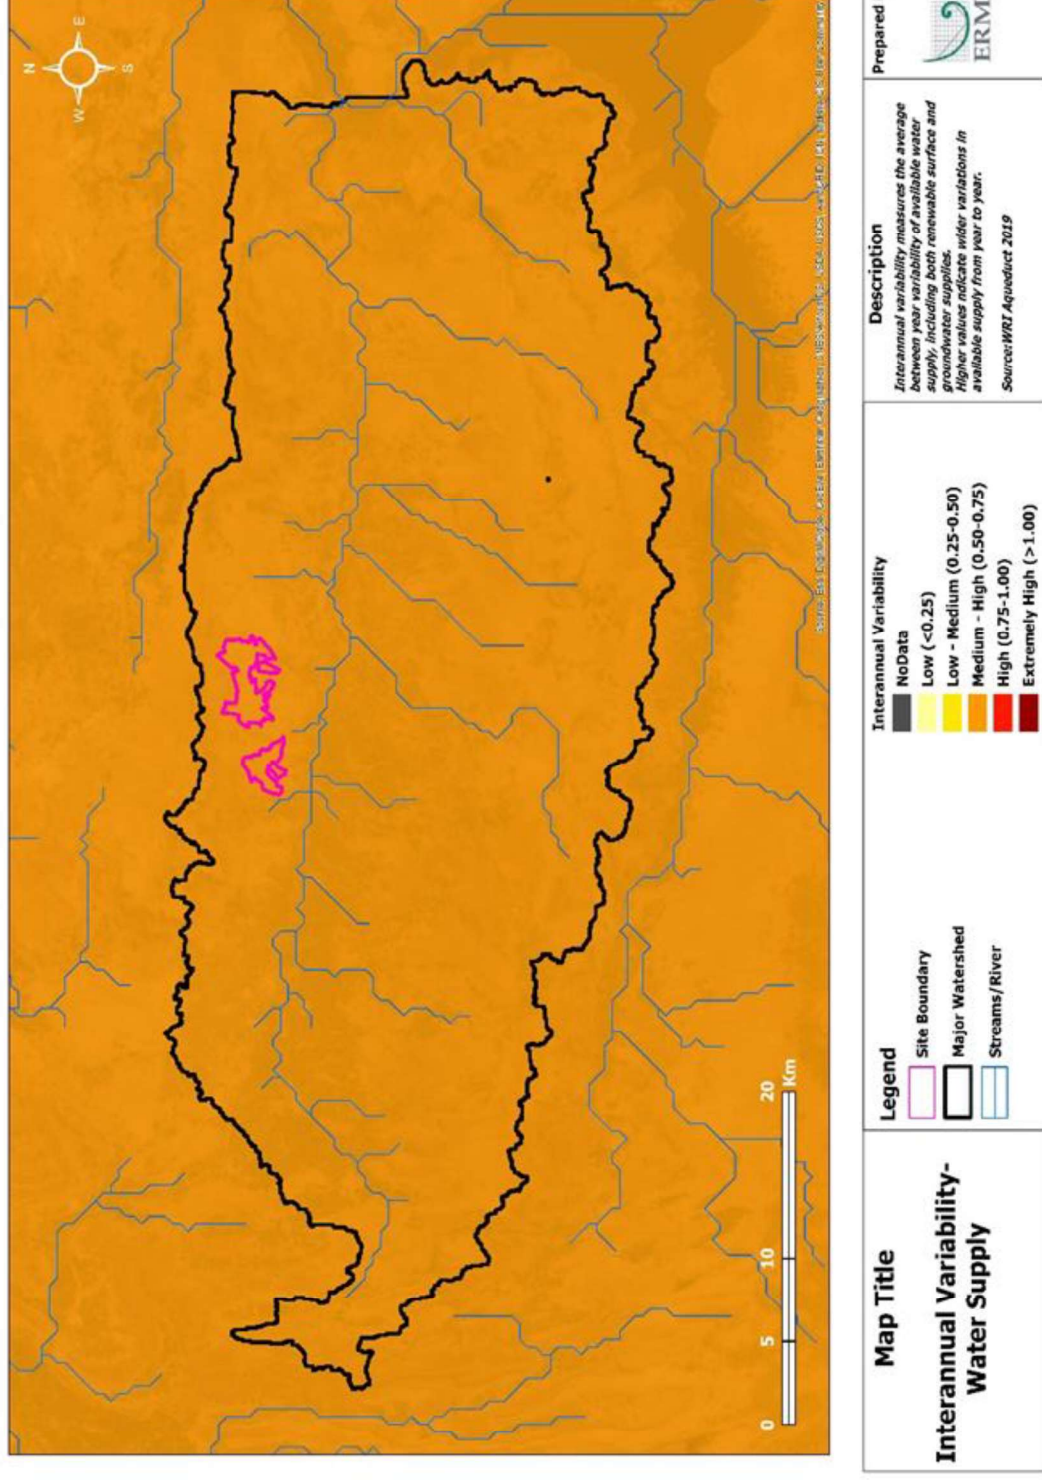 N
E
S
W
0
5
10
20
Km
Map Title
Interannual Variability-
Water Supply
Legend
Site Boundary
Major Watershed
Streams/River
Interannual Variability
NoData
Low (<0.25)
Low - Medium (0.25-0.50)
Medium - High (0.50-0.75)
High (0.75-1.00)
Extremely High (>1.00)
Description
Interannual variability measures the average
between year variability of available water
supply, including both renewable surface and
groundwater supplies.
Higher values ndicate wider variations in
available supply from year to year.
Source:WRI Aqueduct 2019
Prepared
ERM